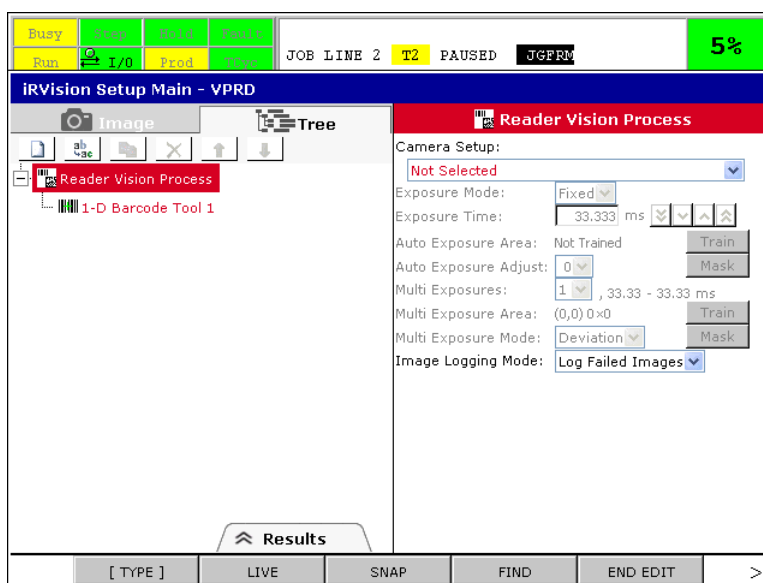 Busy Step Hold Fault
Run I/O Prod TCyc
JOB LINE 2 T2 PAUSED JGFRM
5%
iRVision Setup Main - VPRD
Image Tree
Reader Vision Process
1-D Barcode Tool 1
Results
Reader Vision Process
Camera Setup:
Not Selected
Exposure Mode: Fixed
Exposure Time: 33.333 ms
Auto Exposure Area: Not Trained Train
Auto Exposure Adjust: 0 Mask
Multi Exposures: 1 , 33.33 - 33.33 ms
Multi Exposure Area: (0,0) 0×0 Train
Multi Exposure Mode: Deviation Mask
Image Logging Mode: Log Failed Images
[ TYPE ] LIVE SNAP FIND END EDIT >